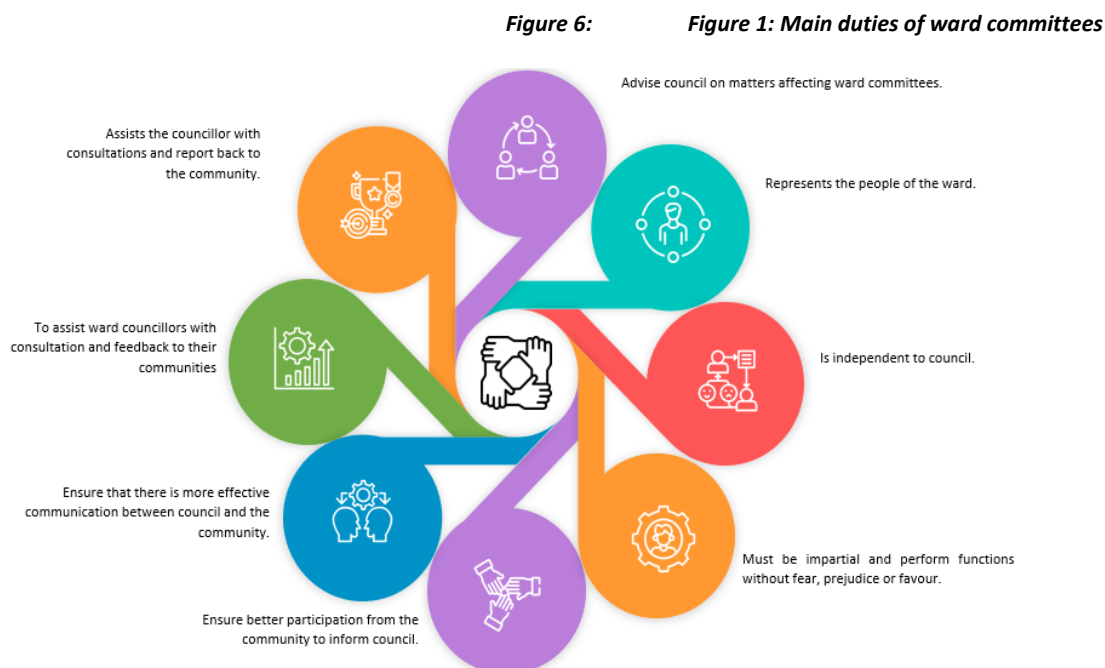 Figure 6: Figure 1: Main duties of ward committees
Advise council on matters affecting ward committees.
Represents the people of the ward.
Is independent to council.
Must be impartial and perform functions
without fear, prejudice or favour.
Ensure better participation from the
community to inform council.
Ensure that there is more effective
communication between council and the
community.
To assist ward councillors with
consultation and feedback to their
communities
Assists the councillor with
consultations and report back to
the community.